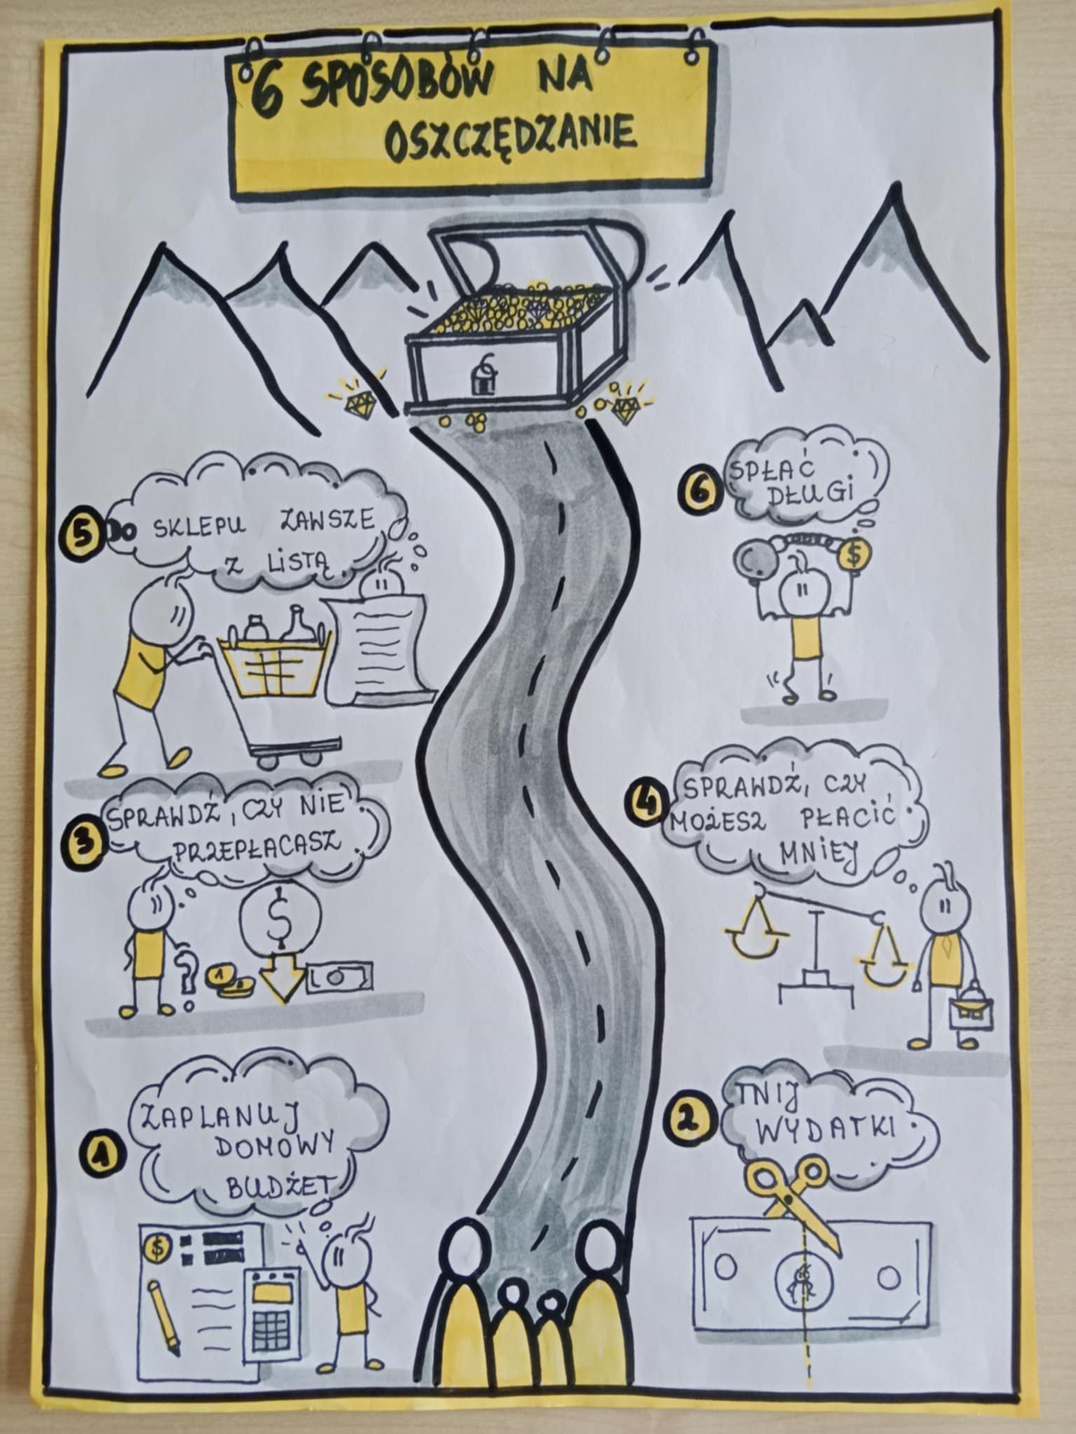 6 SPOSOBÓW NA
OSZCZĘDZANIE
5
DO SKLEPU ZAWSZE
Z LISTĄ
6
SPŁAĆ
DŁUGI
$
3
SPRAWDŹ, CZY NIE
PRZEPŁACASZ
$
1
4
SPRAWDŹ, CZY
MOŻESZ PŁACIĆ
MNIEJ
1
ZAPLANUJ
DOMOWY
BUDŻET
$
2
TNIJ
WYDATKI